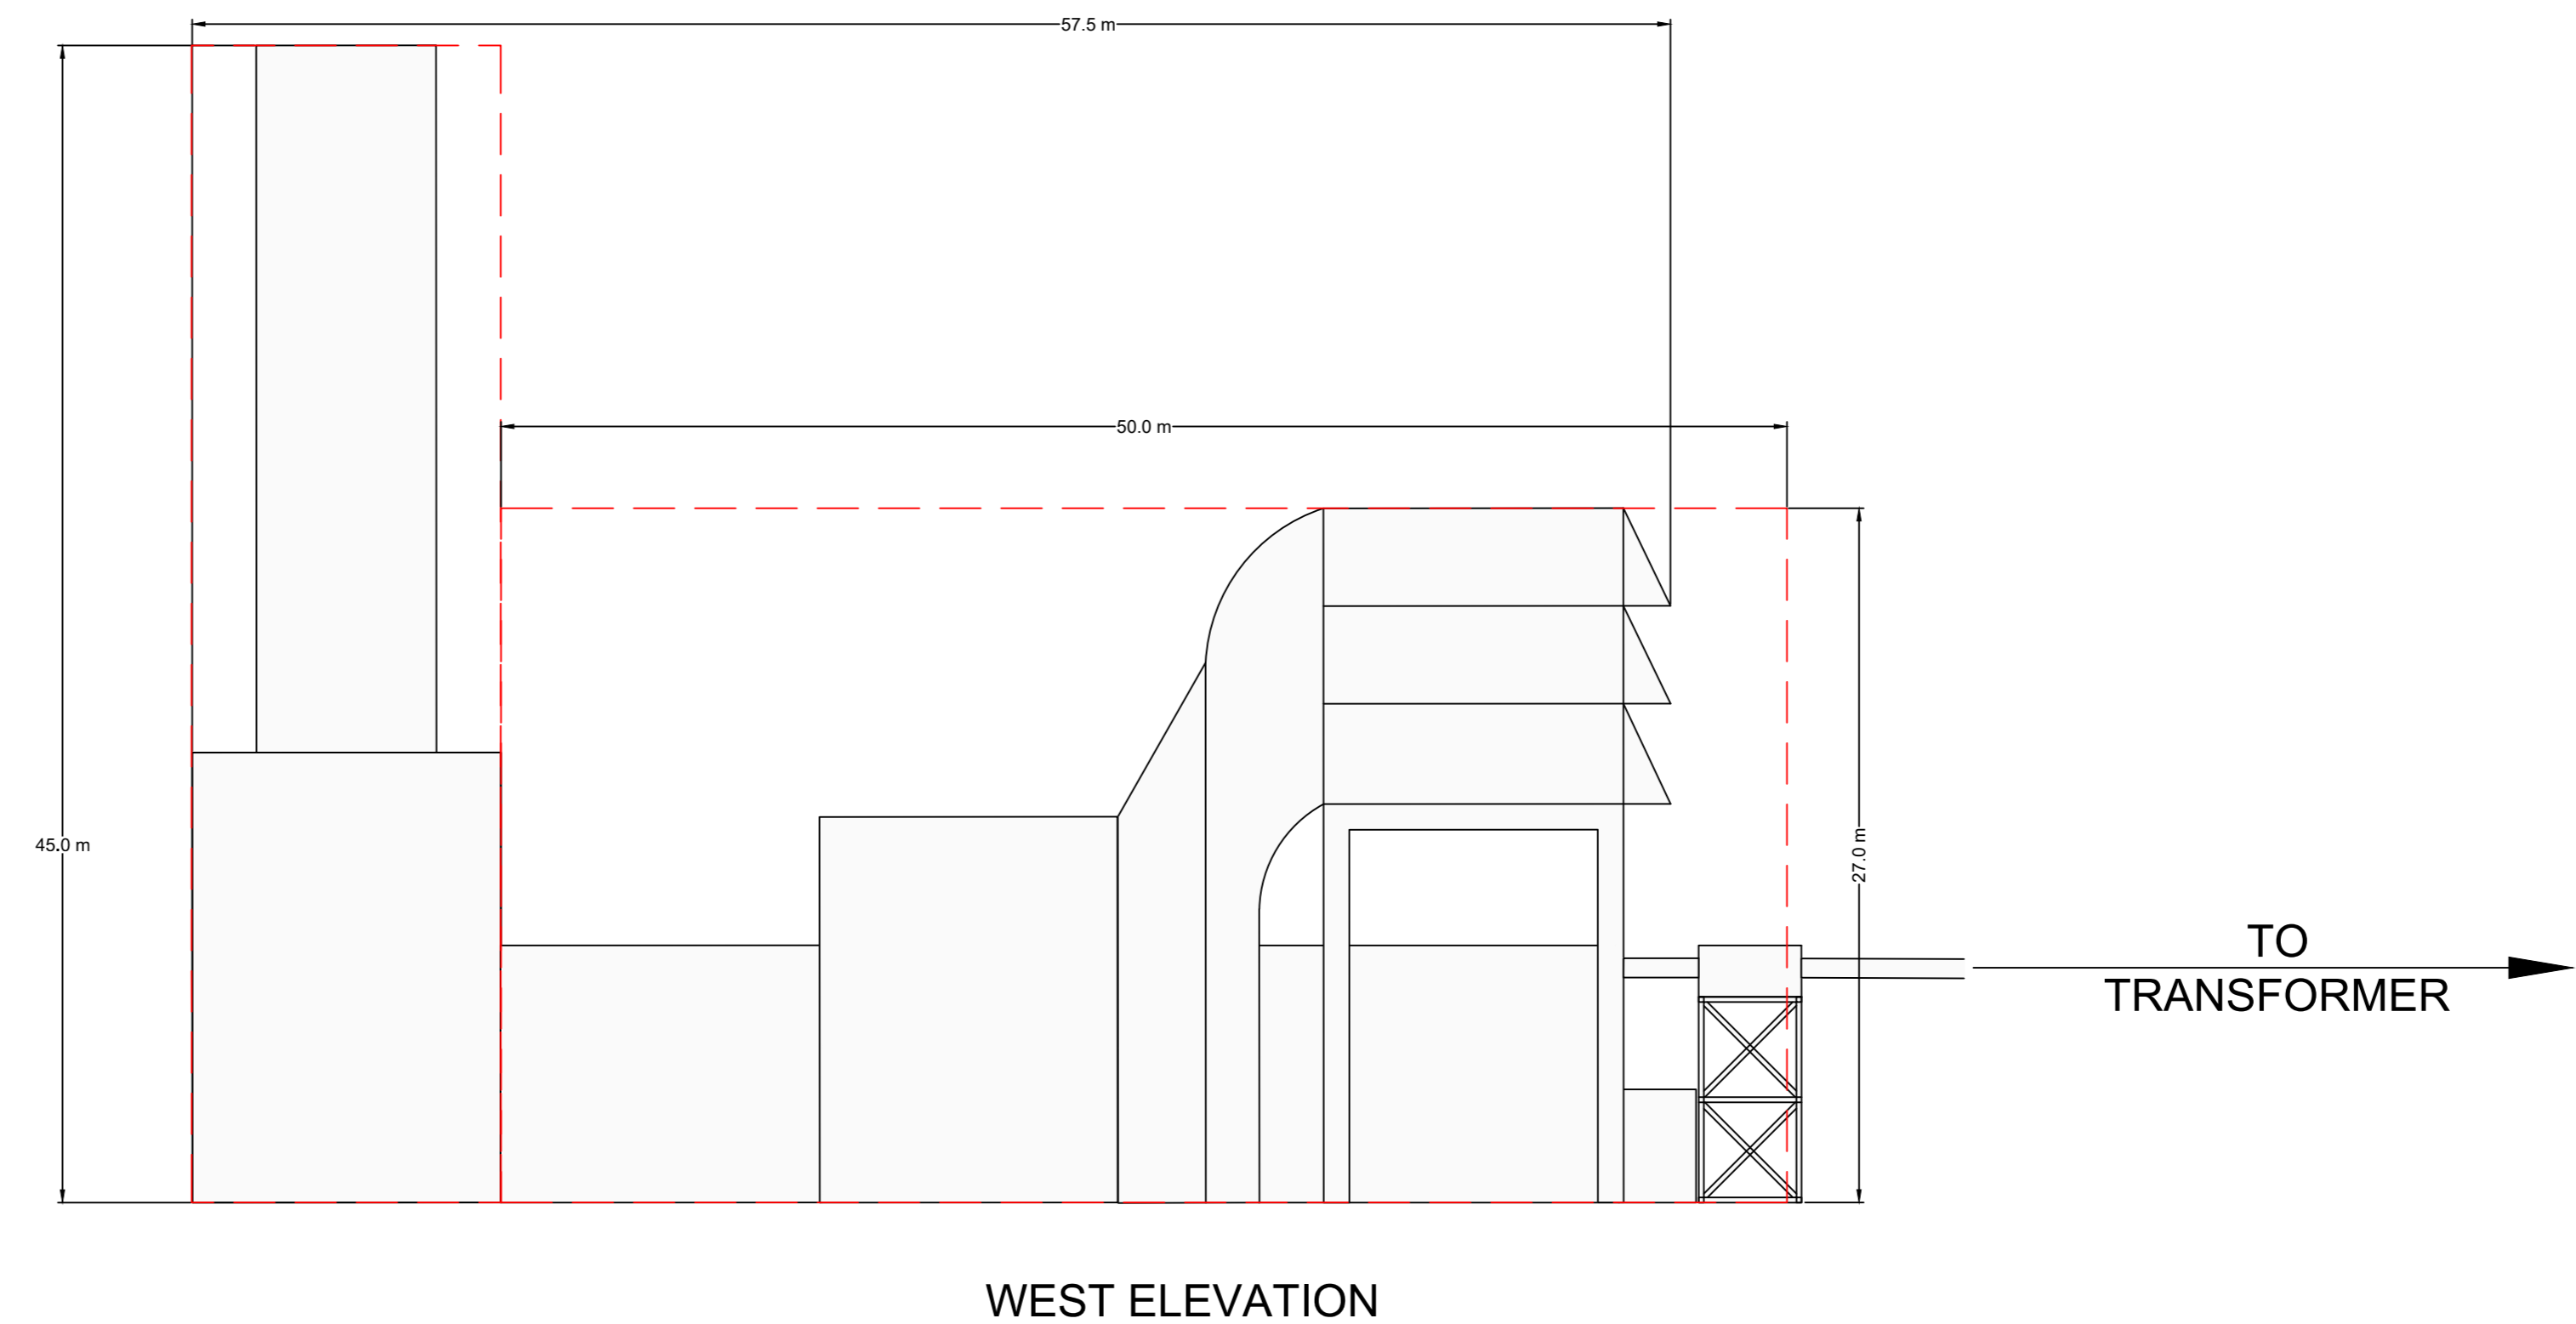 57.5 m
50.0 m
45.0 m
27.0 m
TO
TRANSFORMER
WEST ELEVATION